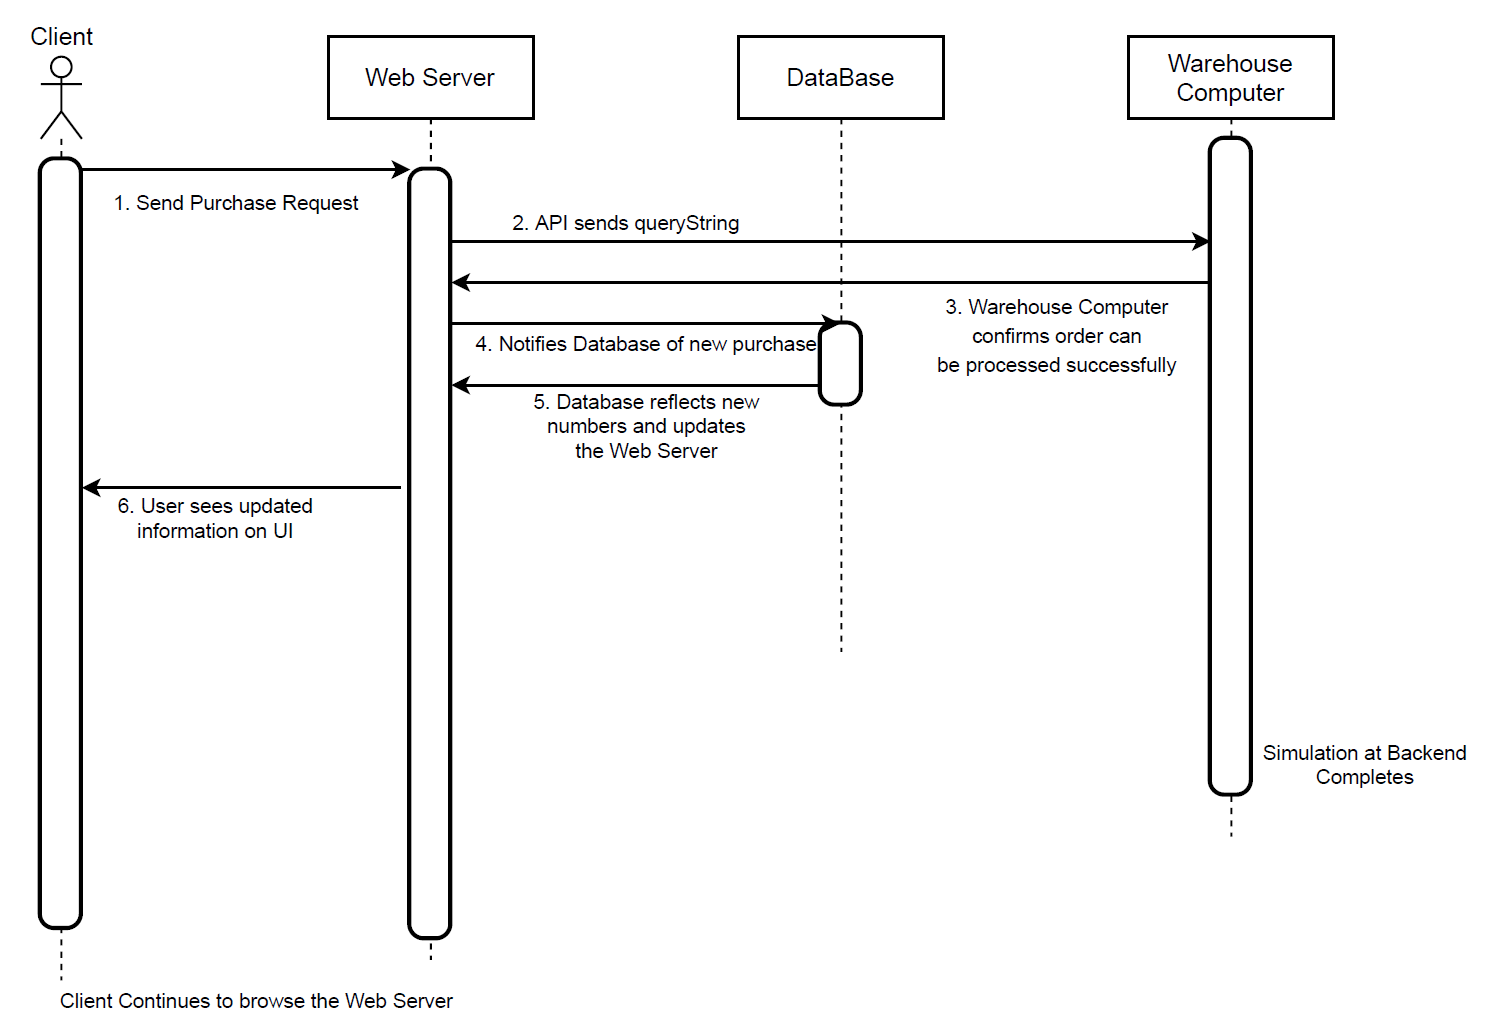 Client
Web Server
DataBase
Warehouse
Computer
1. Send Purchase Request
2. API sends queryString
3. Warehouse Computer
confirms order can
be processed successfully
4. Notifies Database of new purchase
5. Database reflects new
numbers and updates
the Web Server
6. User sees updated
information on UI
Simulation at Backend
Completes
Client Continues to browse the Web Server